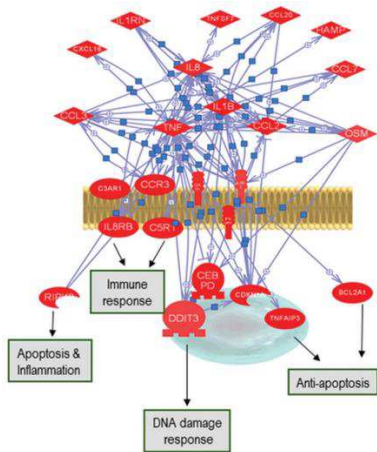 IL1RN
TNFSF7
CCL20
HAMP
CXCL16
IL8
CCL7
IL1B
CCL3
TNF
CCL2
OSM
C3AR1
CCR3
IL8RB
C5R1
Immune
response
CEB
PD
BCL2A1
DDIT3
TNFAIP3
Apoptosis &
Inflammation
Anti-apoptosis
DNA damage
response